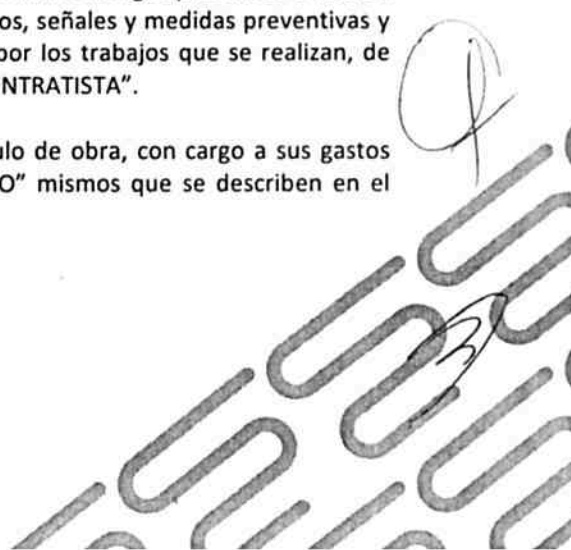 os, señales y medidas preventivas y
por los trabajos que se realizan, de
NTRATISTA”.
ulo de obra, con cargo a sus gastos
O” mismos que se describen en el